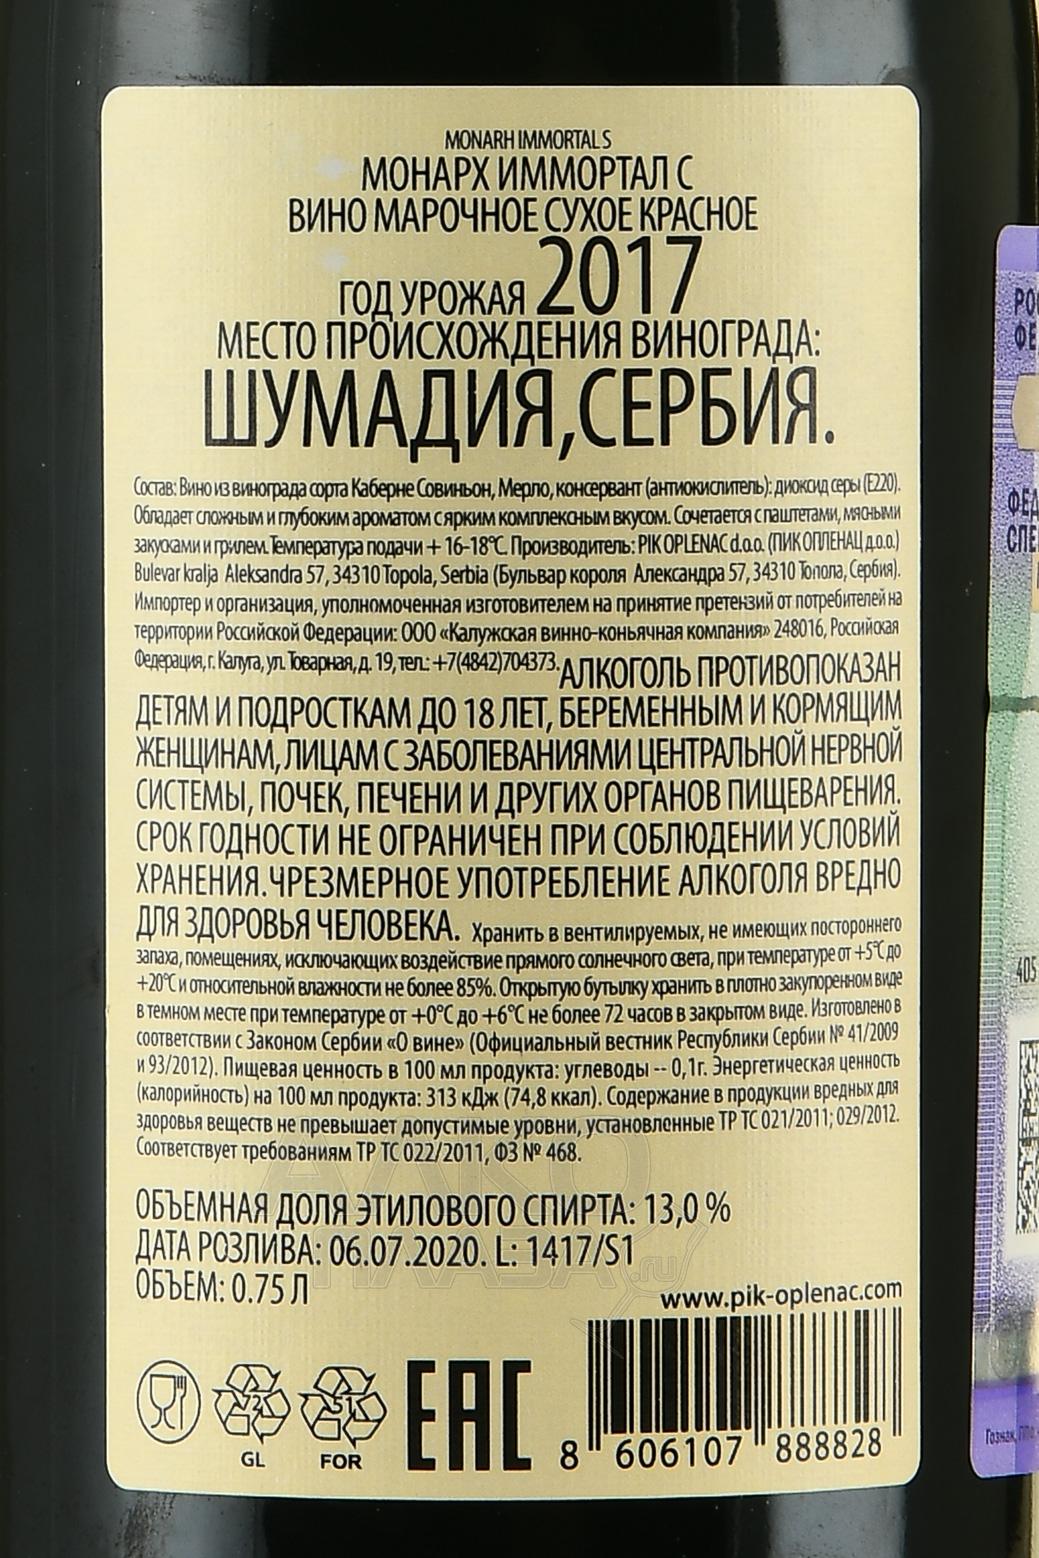 MONARH IMMORTAL S
МОНАРХ ИММОРТАЛ С
ВИНО МАРОЧНОЕ СУХОЕ КРАСНОЕ
ГОД УРОЖАЯ 2017
МЕСТО ПРОИСХОЖДЕНИЯ ВИНОГРАДА:
ШУМАДИЯ,СЕРБИЯ.
Состав: Вино из винограда сорта Каберне Совиньон, Мерло, консервант (антиокислитель): диоксид серы (Е220).
Обладает сложным и глубоким ароматом с ярким комплексным вкусом. Сочетается с паштетами, мясными
закусками и грилем. Температура подачи + 16-18°С. Производитель: PIK OPLENAC d.o.o. (ПИК ОПЛЕНАЦ д.о.о.)
Bulevar kralja Aleksandra 57, 34310 Topola, Serbia (Бульвар короля Александра 57, 34310 Топола, Сербия).
Импортер и организация, уполномоченная изготовителем на принятие претензий от потребителей на
территории Российской Федерации: ООО «Калужская винно-коньячная компания» 248016, Российская
Федерация, г. Калуга, ул. Товарная, д. 19, тел.: +7(4842)704373. АЛКОГОЛЬ ПРОТИВОПОКАЗАН
ДЕТЯМ И ПОДРОСТКАМ ДО 18 ЛЕТ, БЕРЕМЕННЫМ И КОРМЯЩИМ
ЖЕНЩИНАМ, ЛИЦАМ С ЗАБОЛЕВАНИЯМИ ЦЕНТРАЛЬНОЙ НЕРВНОЙ
СИСТЕМЫ, ПОЧЕК, ПЕЧЕНИ И ДРУГИХ ОРГАНОВ ПИЩЕВАРЕНИЯ.
СРОК ГОДНОСТИ НЕ ОГРАНИЧЕН ПРИ СОБЛЮДЕНИИ УСЛОВИЙ
ХРАНЕНИЯ.ЧРЕЗМЕРНОЕ УПОТРЕБЛЕНИЕ АЛКОГОЛЯ ВРЕДНО
ДЛЯ ЗДОРОВЬЯ ЧЕЛОВЕКА. Хранить в вентилируемых, не имеющих постороннего
запаха, помещениях, исключающих воздействие прямого солнечного света, при температуре от +5°С до
+20°С и относительной влажности не более 85%. Открытую бутылку хранить в плотно закупоренном виде
в темном месте при температуре от +0°С до +6°С не более 72 часов в закрытом виде. Изготовлено в
соответствии с Законом Сербии «О вине» (Официальный вестник Республики Сербии № 41/2009
и 93/2012). Пищевая ценность в 100 мл продукта: углеводы -- 0,1г. Энергетическая ценность
(калорийность) на 100 мл продукта: 313 кДж (74,8 ккал). Содержание в продукции вредных для
здоровья веществ не превышает допустимые уровни, установленные ТР ТС 021/2011; 029/2012.
Соответствует требованиям ТР ТС 022/2011, ФЗ № 468.
ОБЪЕМНАЯ ДОЛЯ ЭТИЛОВОГО СПИРТА: 13,0 %
ДАТА РОЗЛИВА: 06.07.2020. L: 1417/S1
ОБЪЕМ: 0.75 Л
www.pik-oplenac.com
72
GL
51
FOR
EAC
8 606107 888828
РО
ФЕ
ФЕД
СПЕ
405
Гознак,